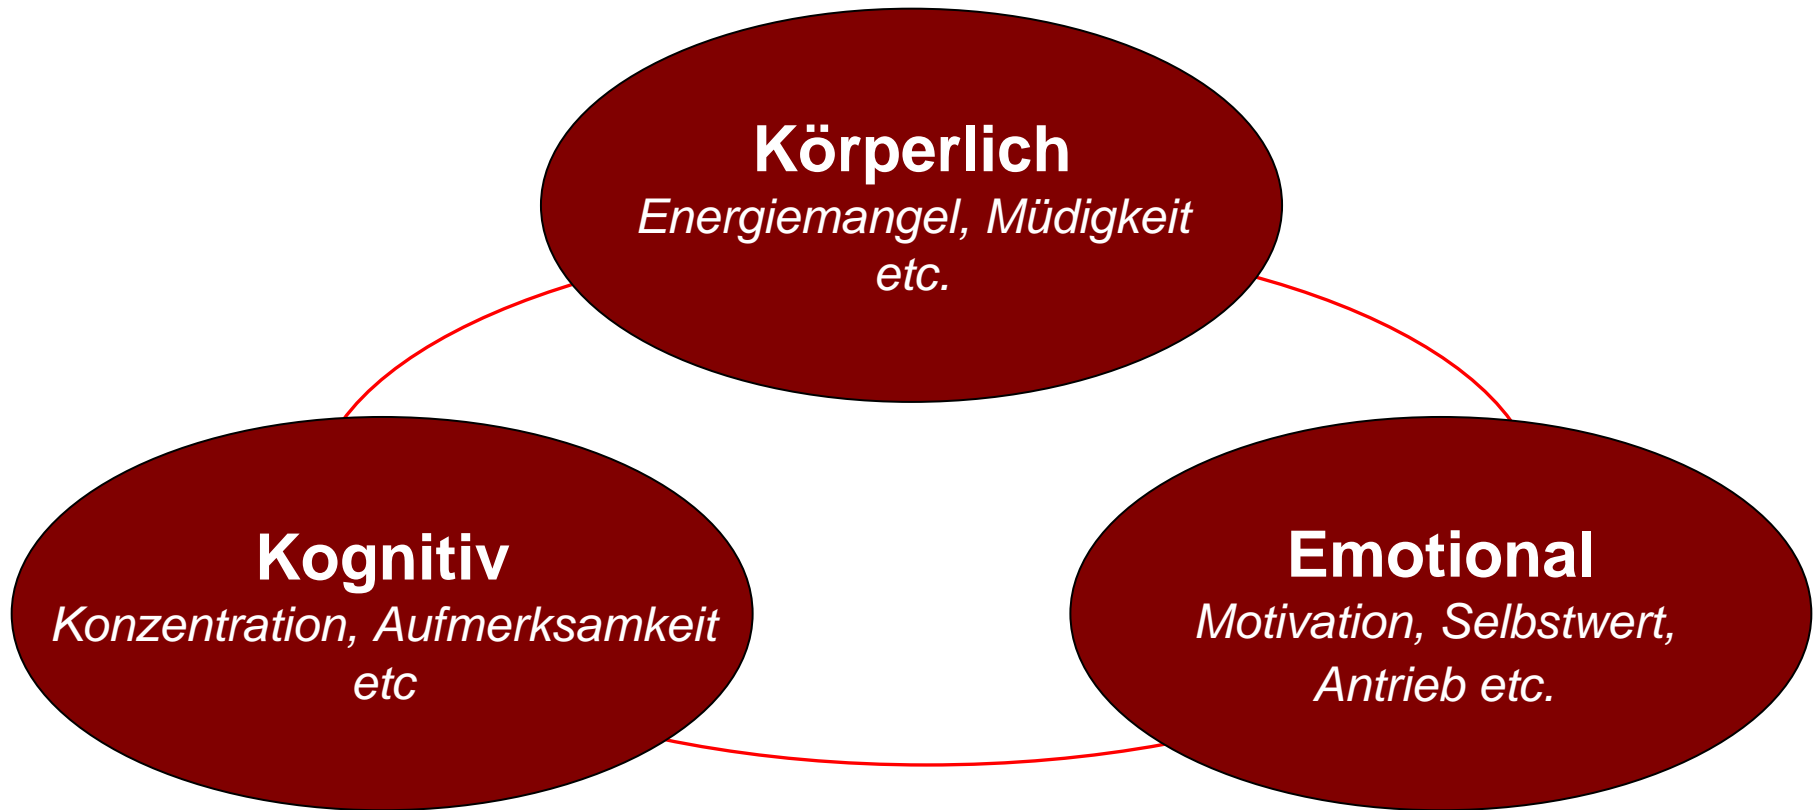 Körperlich
Energiemangel, Müdigkeit
etc.
Kognitiv
Konzentration, Aufmerksamkeit
etc
Emotional
Motivation, Selbstwert,
Antrieb etc.